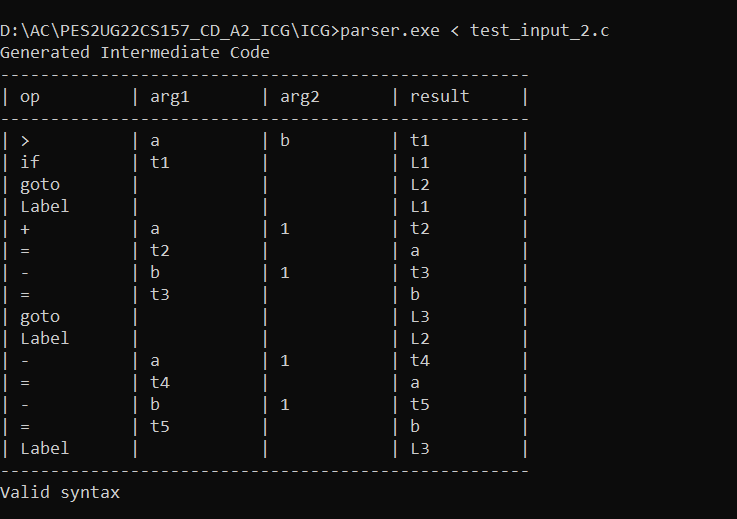 D:\AC\PES2UG22CS157_CD_A2_ICG\ICG>parser.exe < test_input_2.c
Generated Intermediate Code
-----------------------------------------------------
| op | arg1 | arg2 | result |
-----------------------------------------------------
| > | a | b | t1 |
| if | t1 | | L1 |
| goto | | | L2 |
| Label | | | L1 |
| + | a | 1 | t2 |
| = | t2 | | a |
| - | b | 1 | t3 |
| = | t3 | | b |
| goto | | | L3 |
| Label | | | L2 |
| - | a | 1 | t4 |
| = | t4 | | a |
| - | b | 1 | t5 |
| = | t5 | | b |
| Label | | | L3 |
-----------------------------------------------------
Valid syntax